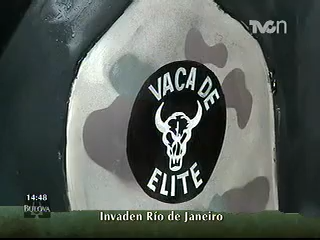 TVCn
VACA DE
ELITE
14:48
BULOVA
Invaden Río de Janeiro